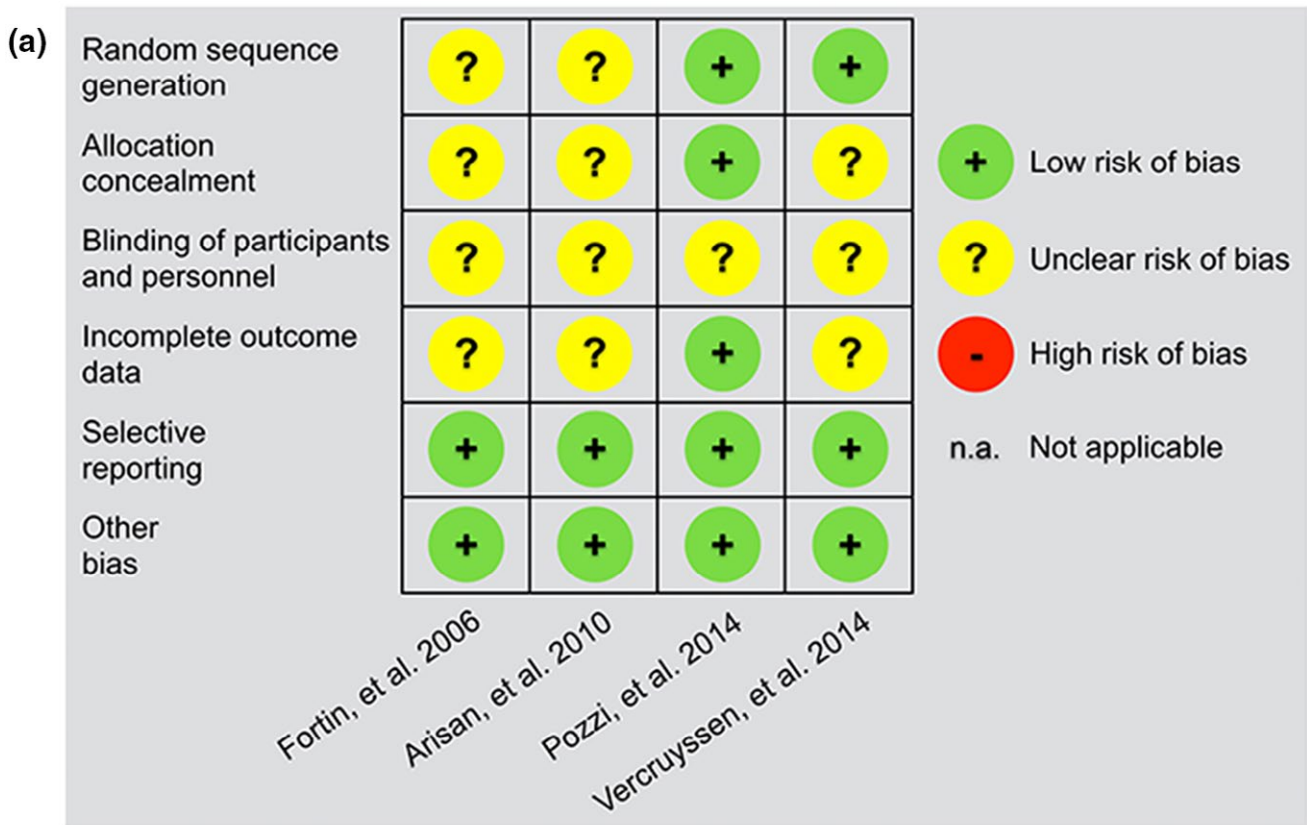 (a)
Random sequence
generation
? ? + +
Allocation
concealment
? ? + ?
+ Low risk of bias
Blinding of participants
and personnel
? ? ? ?
? Unclear risk of bias
Incomplete outcome
data
? ? + ?
- High risk of bias
Selective
reporting
+ + + +
n.a. Not applicable
Other
bias
+ + + +
Fortin, et al. 2006
Arisan, et al. 2010
Pozzi, et al. 2014
Vercruyssen, et al. 2014